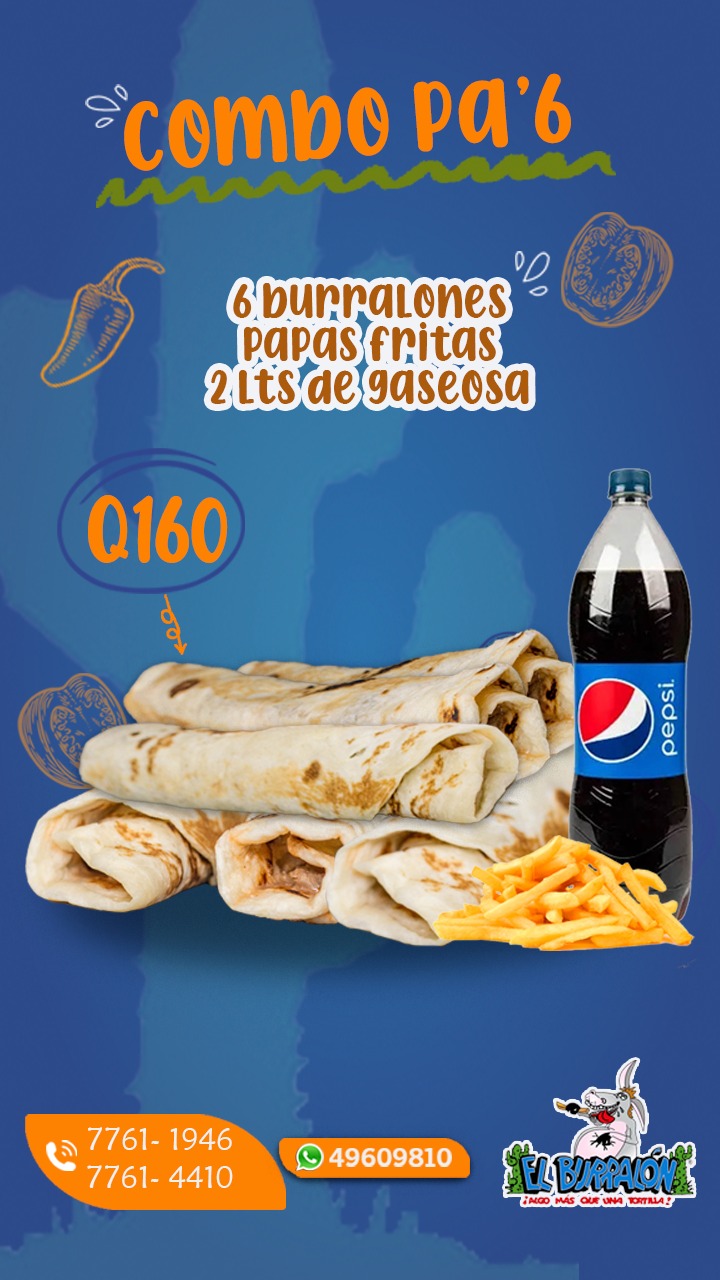 COMBO PA'6
6 burralones
papas fritas
2 Lts de gaseosa
Q160
pepsi.
7761- 1946
7761- 4410
49609810
EL BURRALÓN
¡ALGO MÁS QUE UNA TORTILLA!